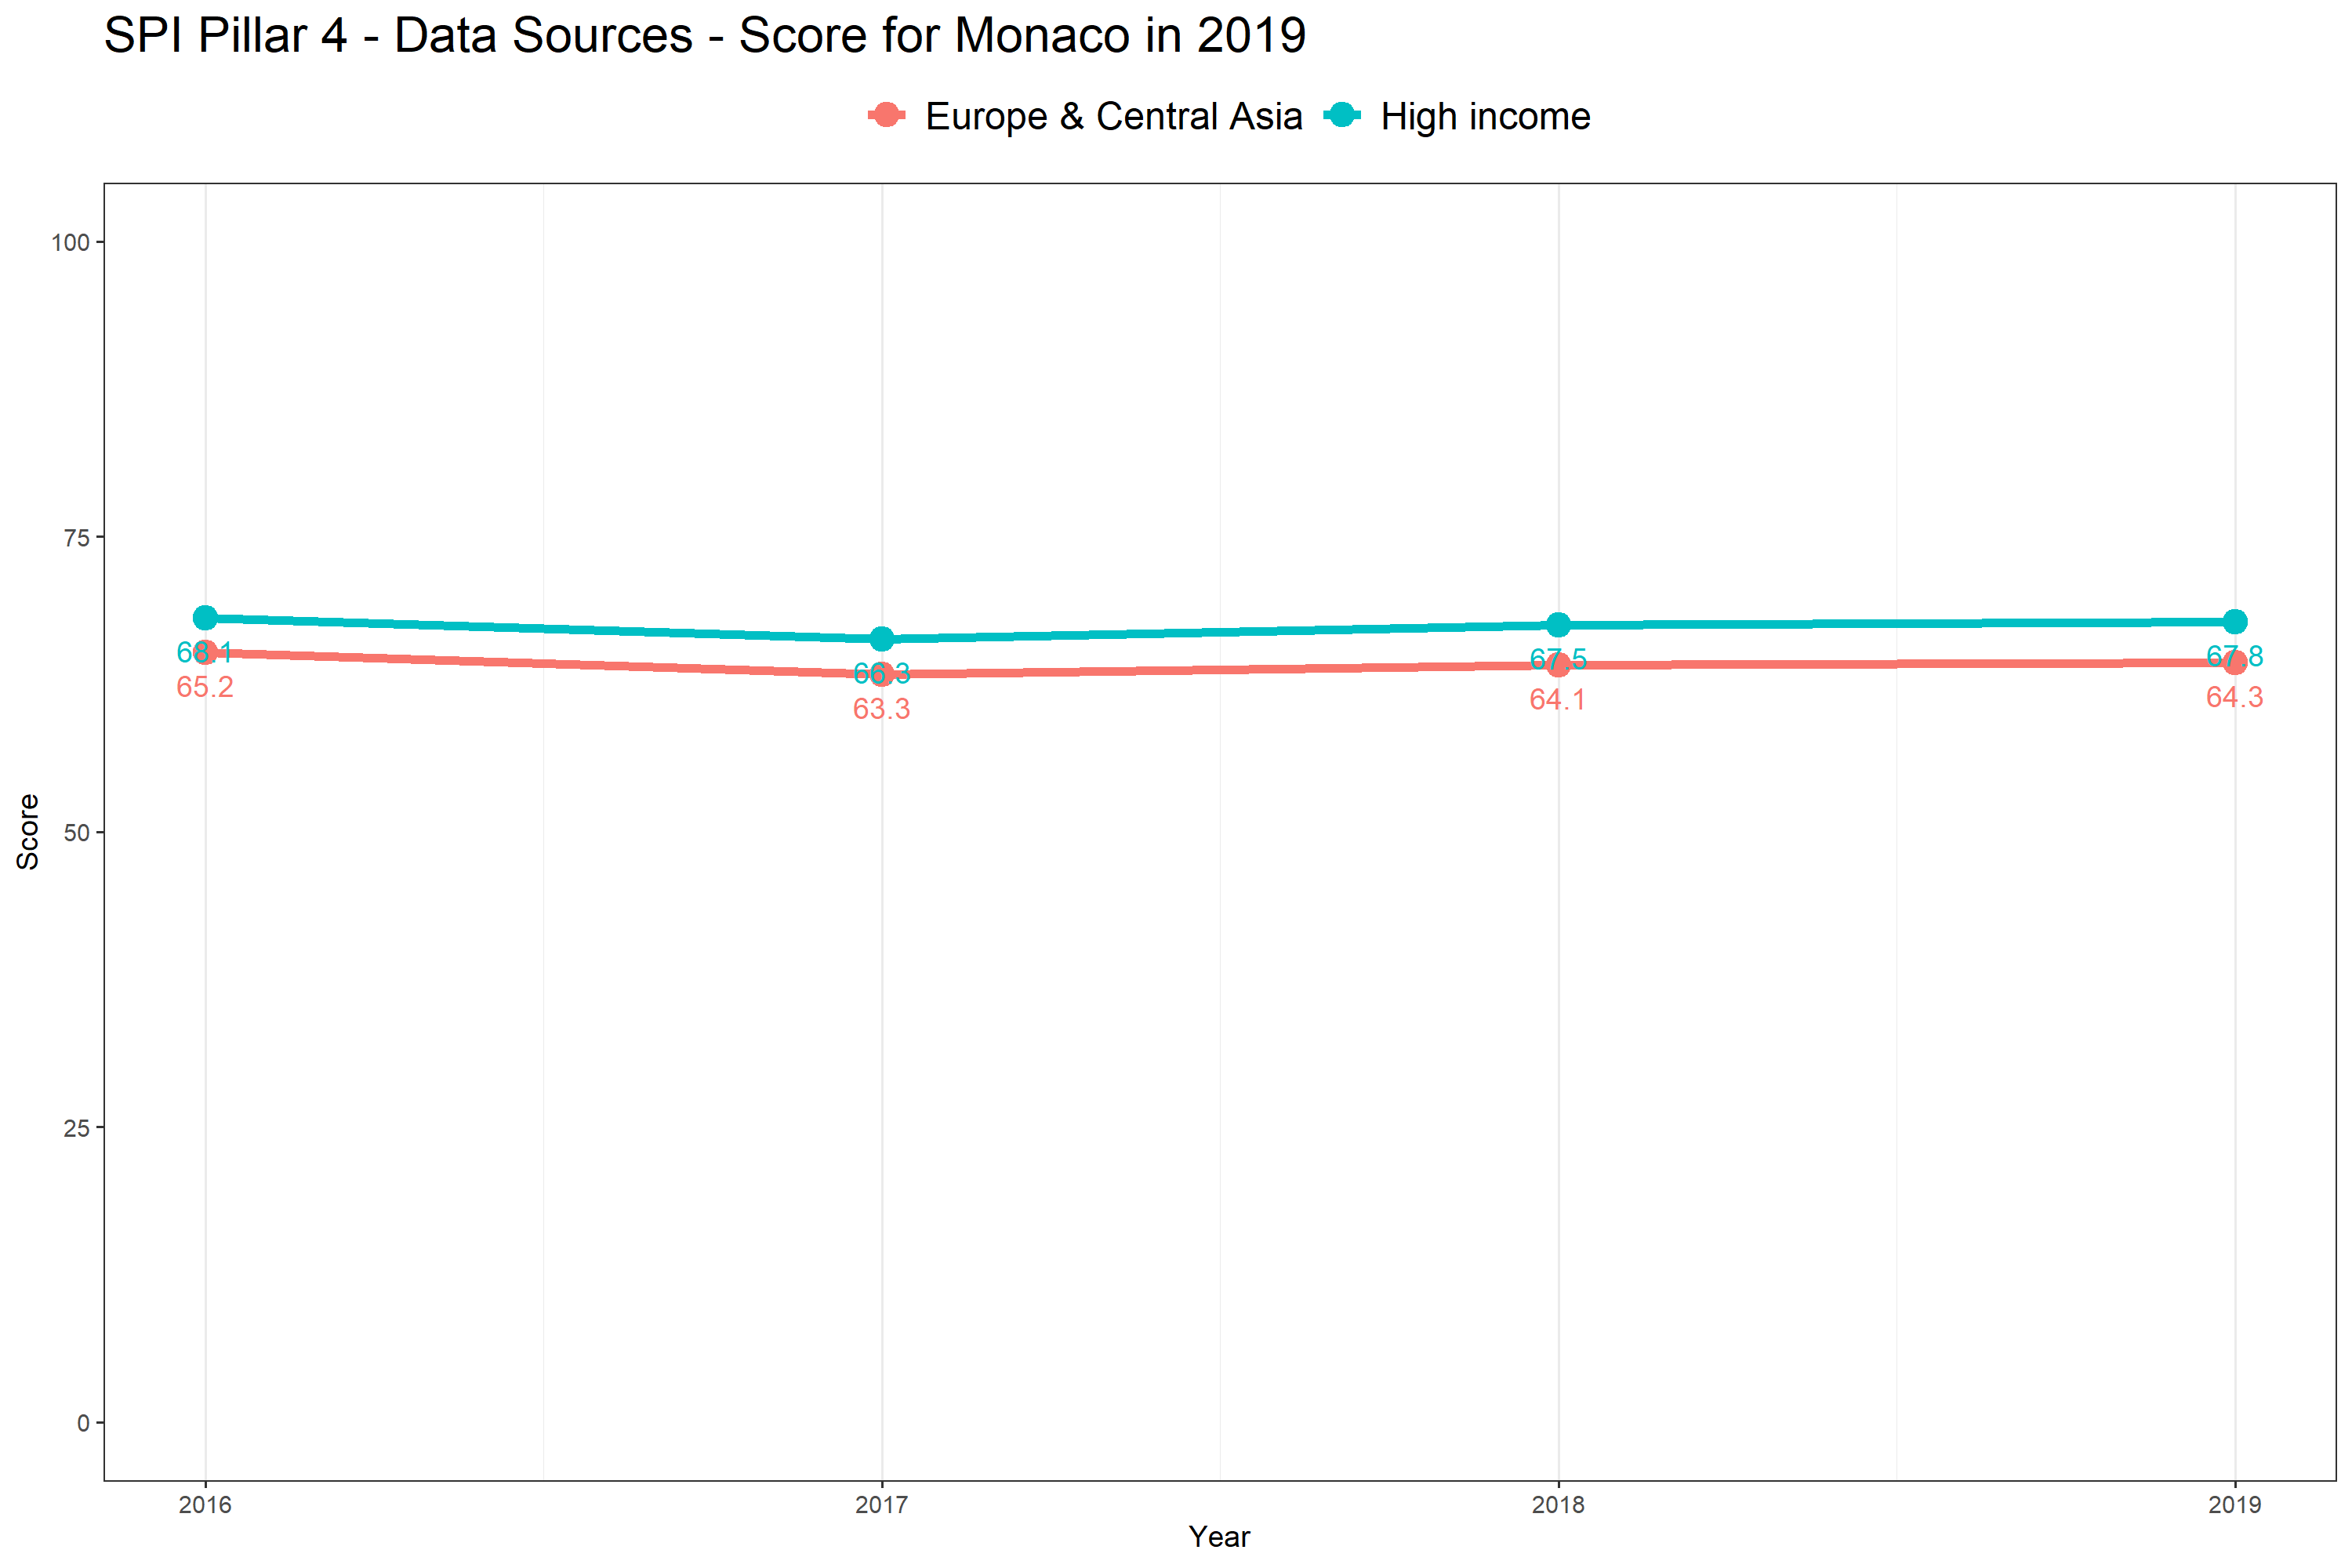 SPI Pillar 4 - Data Sources - Score for Monaco in 2019
Europe & Central Asia High income
100
75
50
25
0
Score
68.1
65.2
66.3
63.3
67.5
64.1
67.8
64.3
2016 2017 2018 2019
Year